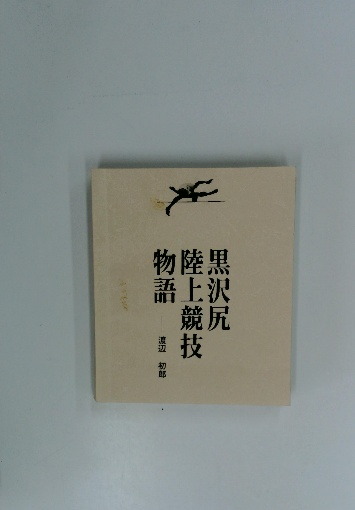 黒沢尻
陸上競技
物語
渡辺 初郎